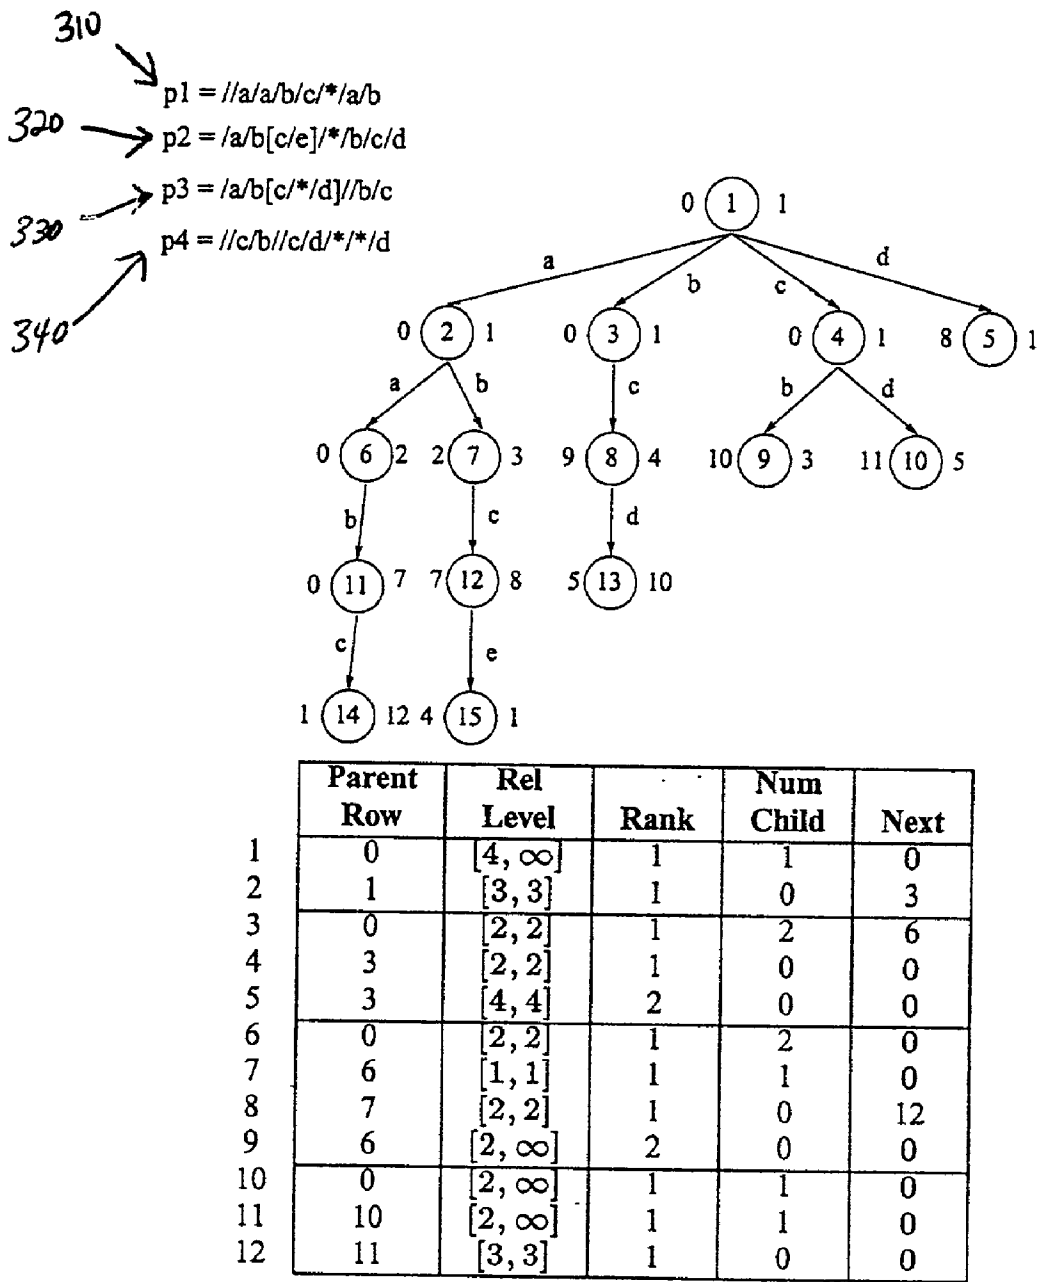 310
p1 = //a/a/b/c/*/a/b
320
p2 = /a/b[c/e]/*/b/c/d
p3 = /a/b[c/*/d]//b/c
330
p4 = //c/b//c/d/*/*/d
340
0 1 1
a b c d
0 2 1 0 3 1 0 4 1 8 5 1
a b c b d
0 6 2 2 7 3 9 8 4 10 9 3 11 10 5
b c d
0 11 7 7 12 8 5 13 10
c e
1 14 12 4 15 1
Parent Row Rel Level Rank Num Child Next
1 0 [4, ∞] 1 1 0
2 1 [3, 3] 1 0 3
3 0 [2, 2] 1 2 6
4 3 [2, 2] 1 0 0
5 3 [4, 4] 2 0 0
6 0 [2, 2] 1 2 0
7 6 [1, 1] 1 1 0
8 7 [2, 2] 1 0 12
9 6 [2, ∞] 2 0 0
10 0 [2, ∞] 1 1 0
11 10 [2, ∞] 1 1 0
12 11 [3, 3] 1 0 0